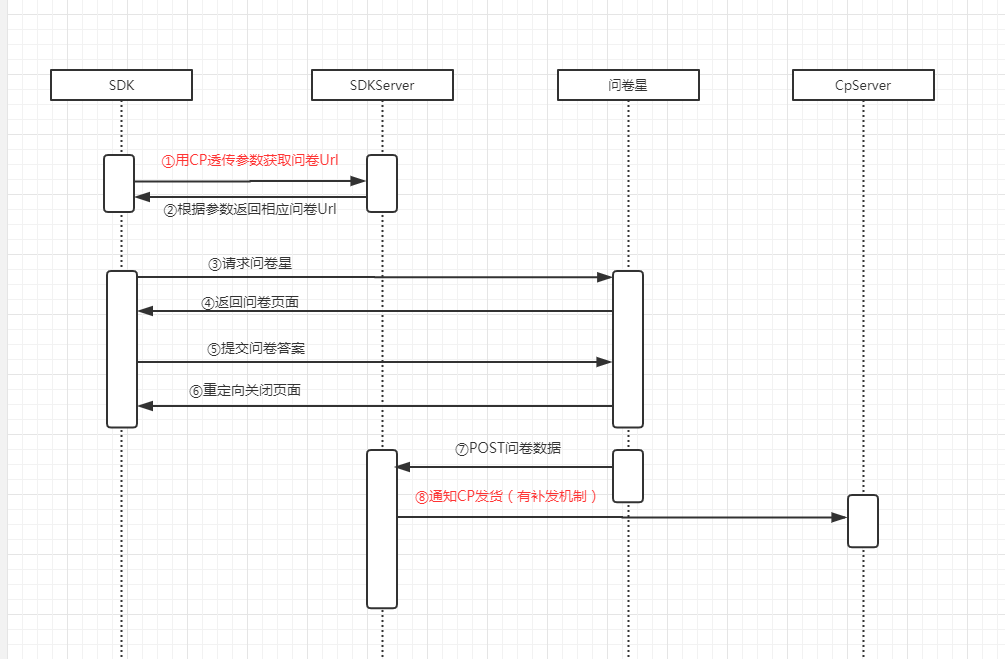 SDK
SDKServer
问卷星
CpServer
①用CP透传参数获取问卷Url
②根据参数返回相应问卷Url
③请求问卷星
④返回问卷页面
⑤提交问卷答案
⑥重定向关闭页面
⑦POST问卷数据
⑧通知CP发货（有补发机制）